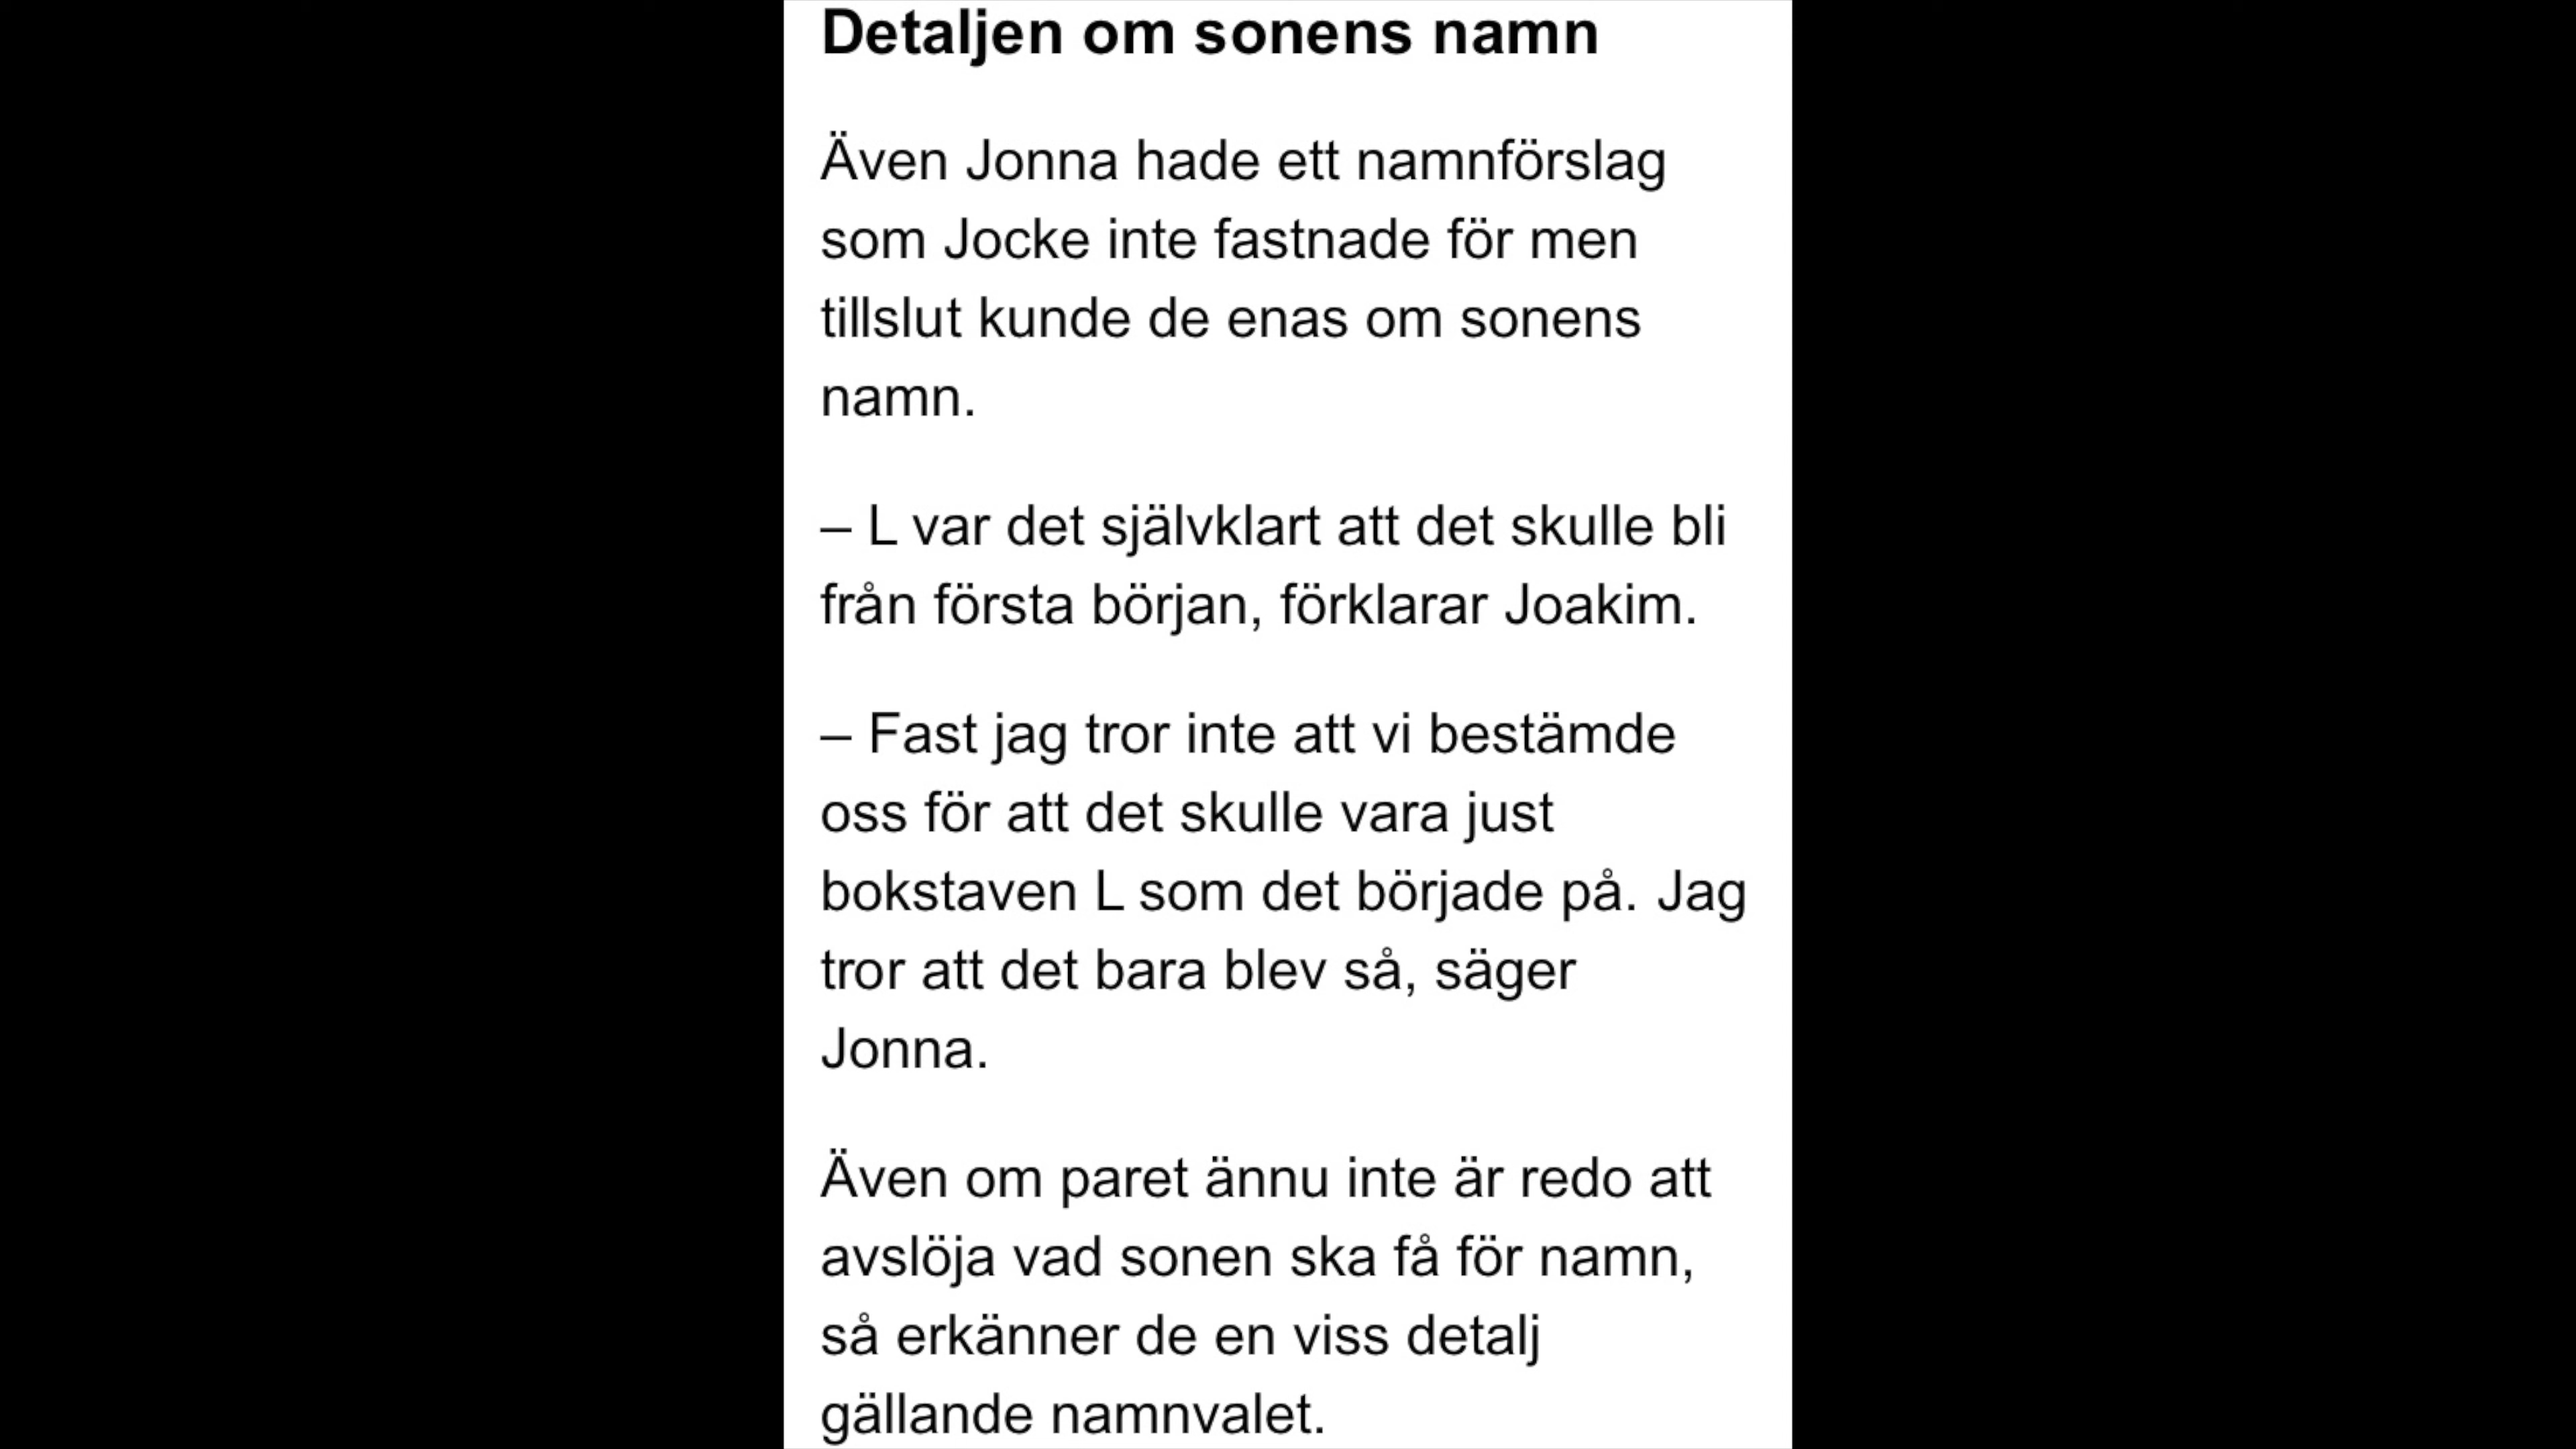 Detaljen om sonens namn
Även Jonna hade ett namnförslag
som Jocke inte fastnade för men
tillslut kunde de enas om sonens
namn.
– L var det självklart att det skulle bli
från första början, förklarar Joakim.
– Fast jag tror inte att vi bestämde
oss för att det skulle vara just
bokstaven L som det började på. Jag
tror att det bara blev så, säger
Jonna.
Även om paret ännu inte är redo att
avslöja vad sonen ska få för namn,
så erkänner de en viss detalj
gällande namnvalet.